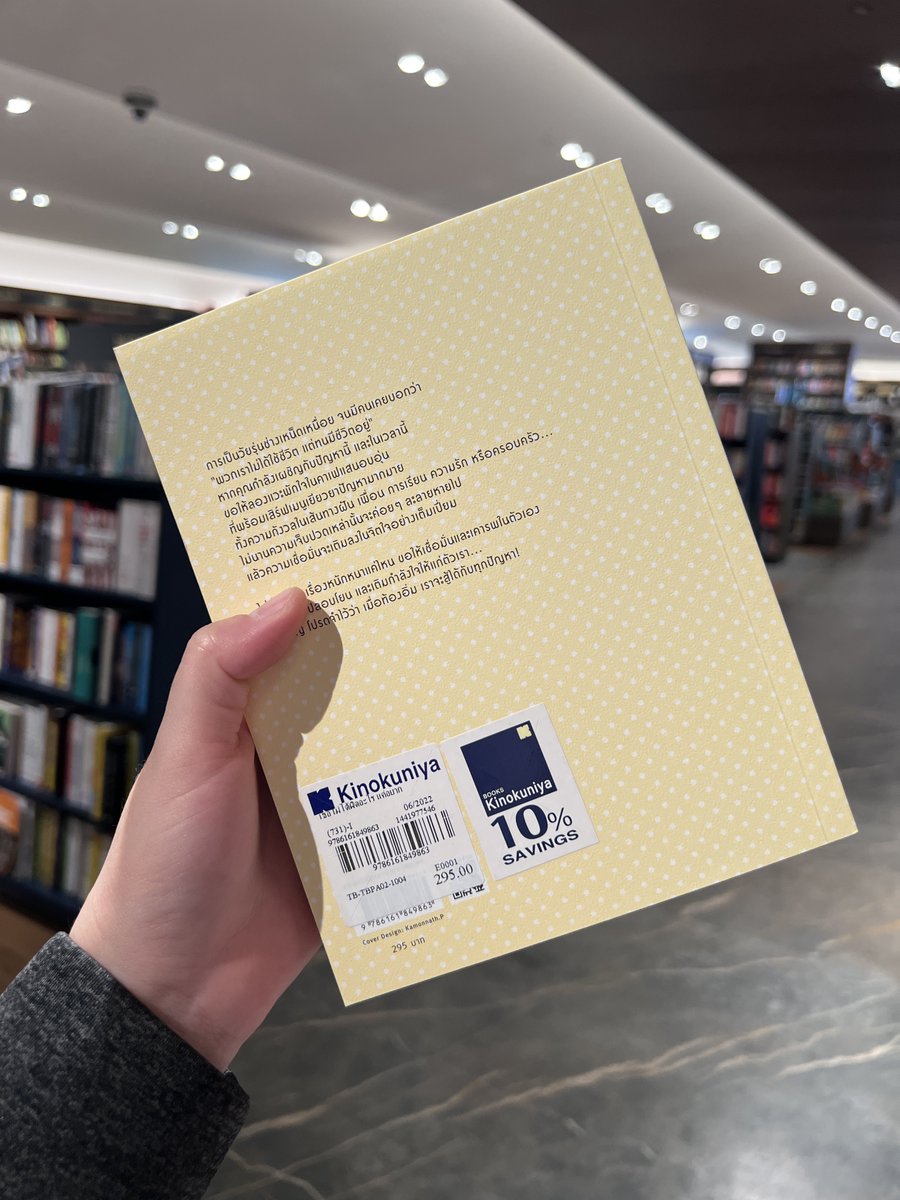 การเป็นวัยรุ่นช่างเหน็ดเหนื่อย จนมีคนเคยบอกว่า
"พวกเราไม่ได้ใช้ชีวิต แต่ทนมีชีวิตอยู่"
หากคุณกำลังเผชิญกับปัญหานี้ และในเวลานี้
ขอให้ลองแวะพักใจในคาเฟ่แสนอบอุ่น
ที่พร้อมเสิร์ฟเมนูเยียวยาปัญหามากมาย
ทั้งความกังวลในเส้นทางฝัน เพื่อน การเรียน ความรัก หรือครอบครัว...
ไม่นานความเจ็บปวดเหล่านั้นจะค่อยๆ ละลายหายไป
แล้วความเชื่อมั่นจะเติมลงในจิตใจอย่างเต็มเปี่ยม
เรื่องหนักหนาแค่ไหน ขอให้เชื่อมั่นและเคารพในตัวเอง
ปลอบโยน และเติมกำลังใจให้แก่ตัวเรา...
โปรดจำไว้ว่า เมื่อท้องอิ่ม เราจะสู้ได้กับทุกปัญหา!
Kinokuniya
06/2022
(731)-I
9786161849863 1441977546
9786161849863
E0001
TB-TBPA02-1004 295.00
9 786161 849863
Cover Design: Kamonnath.P
295 บาท
BOOKS
Kinokuniya
10%
SAVINGS